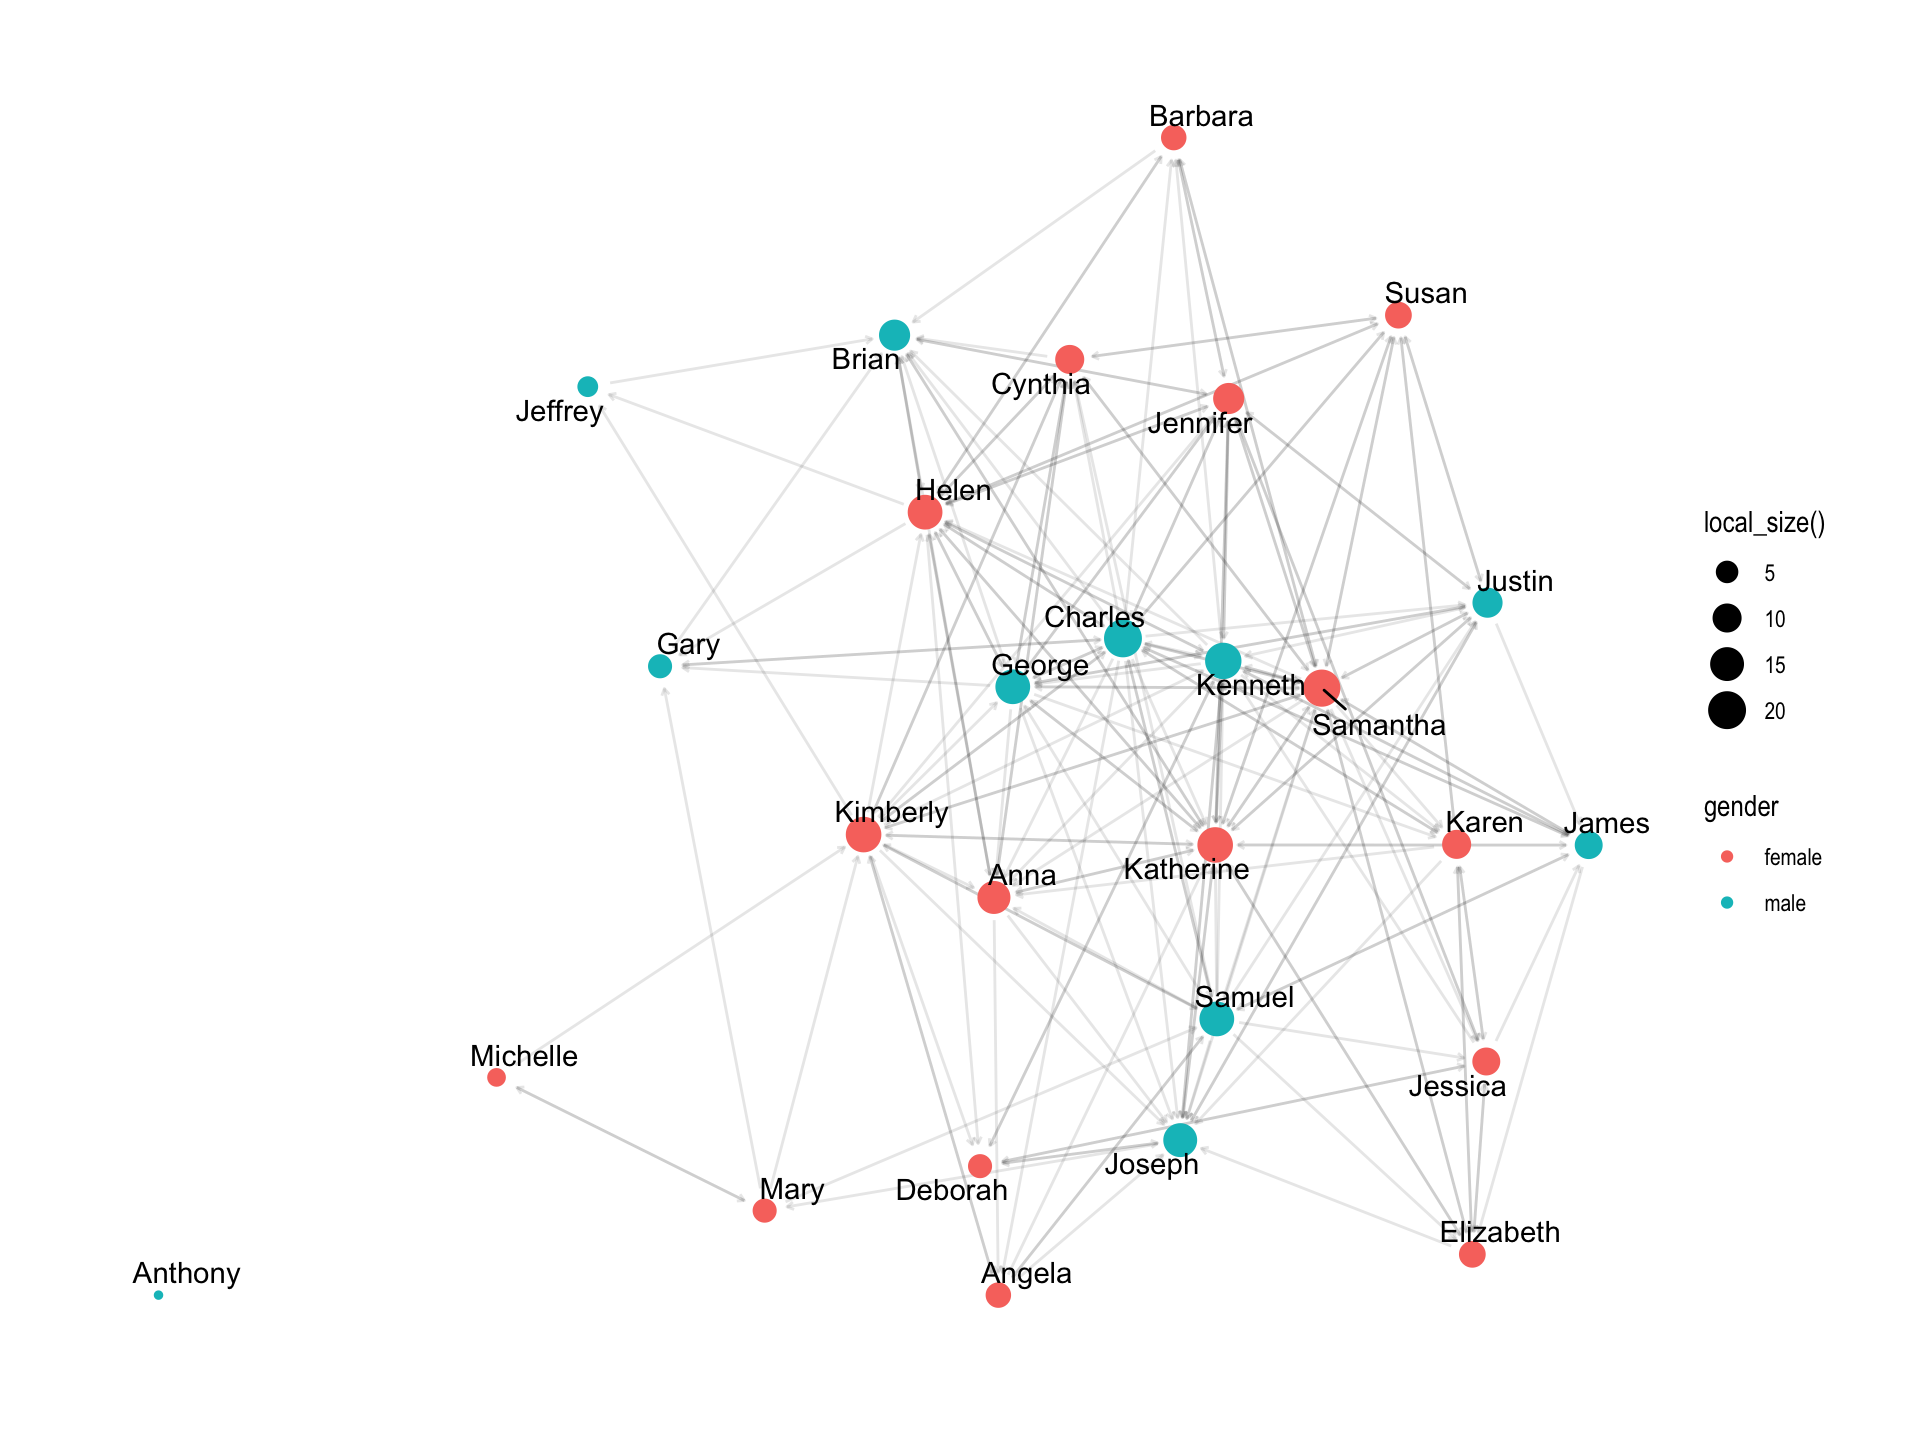 Barbara
Susan
Brian
Cynthia
Jeffrey
Jennifer
Helen
local_size()
5
Justin
10
Charles
Gary
George
15
Kenneth
20
Samantha
gender
Kimberly
Karen
James
female
Katherine
Anna
male
Samuel
Michelle
Jessica
Joseph
Mary
Deborah
Elizabeth
Anthony
Angela